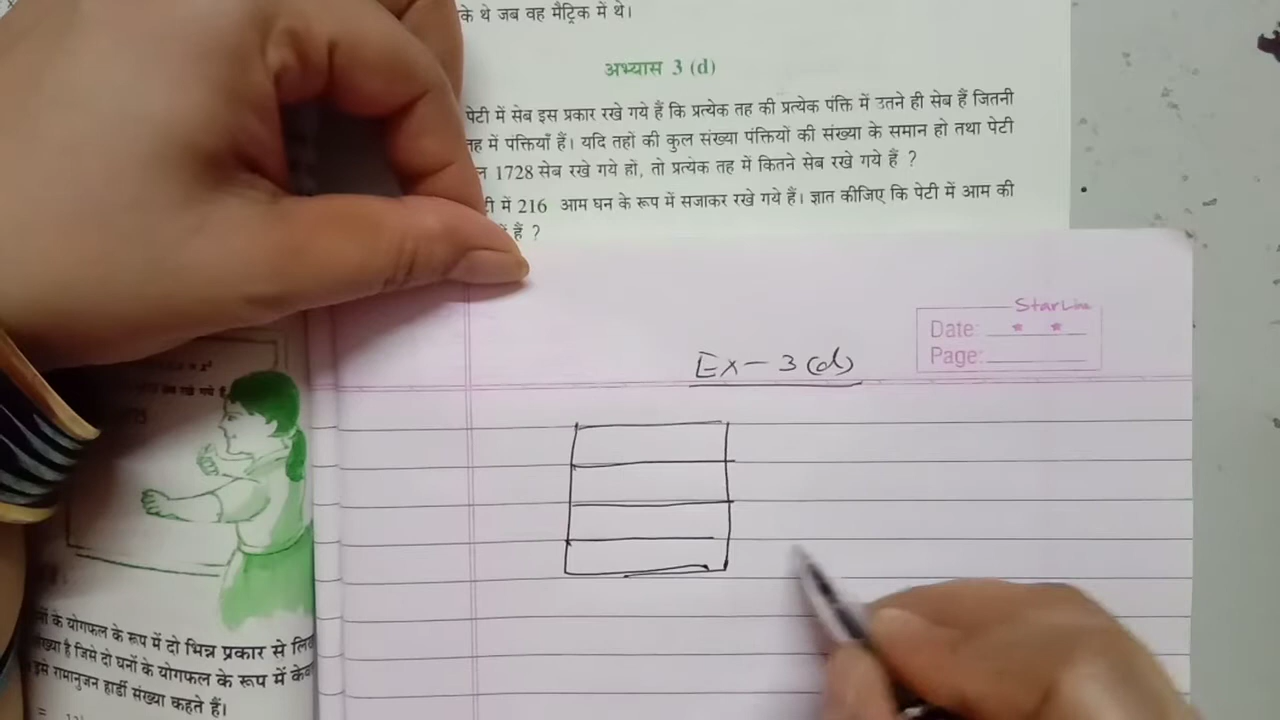 के थे जब वह मैट्रिक में थे।
अभ्यास 3 (d)
पेटी में सेब इस प्रकार रखे गये हैं कि प्रत्येक तह की प्रत्येक पंक्ति में उतने ही सेब हैं जितनी
तह में पंक्तियाँ हैं। यदि तहों की कुल संख्या पंक्तियों की संख्या के समान हो तथा पेटी
1728 सेब रखे गये हों, तो प्रत्येक तह में कितने सेब रखे गये हैं ?
में 216 आम घन के रूप में सजाकर रखे गये हैं। ज्ञात कीजिए कि पेटी में आम की
हैं ?
StarLine
Date:
Page:
Ex - 3 (d)
के योगफल के रूप में दो भिन्न प्रकार से
है जिसे दो घनों के योगफल के रूप में
इसे रामानुजन हार्डी संख्या कहते हैं।